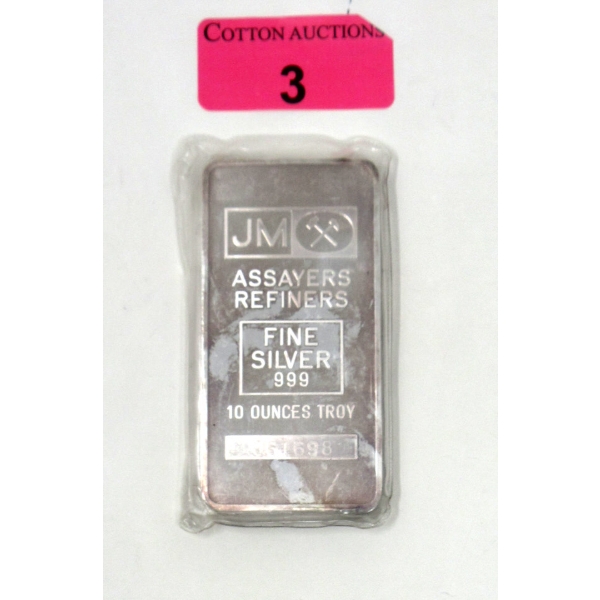 COTTON AUCTIONS
3
JM
ASSAYERS
REFINERS
FINE
SILVER
999
10 OUNCES TROY